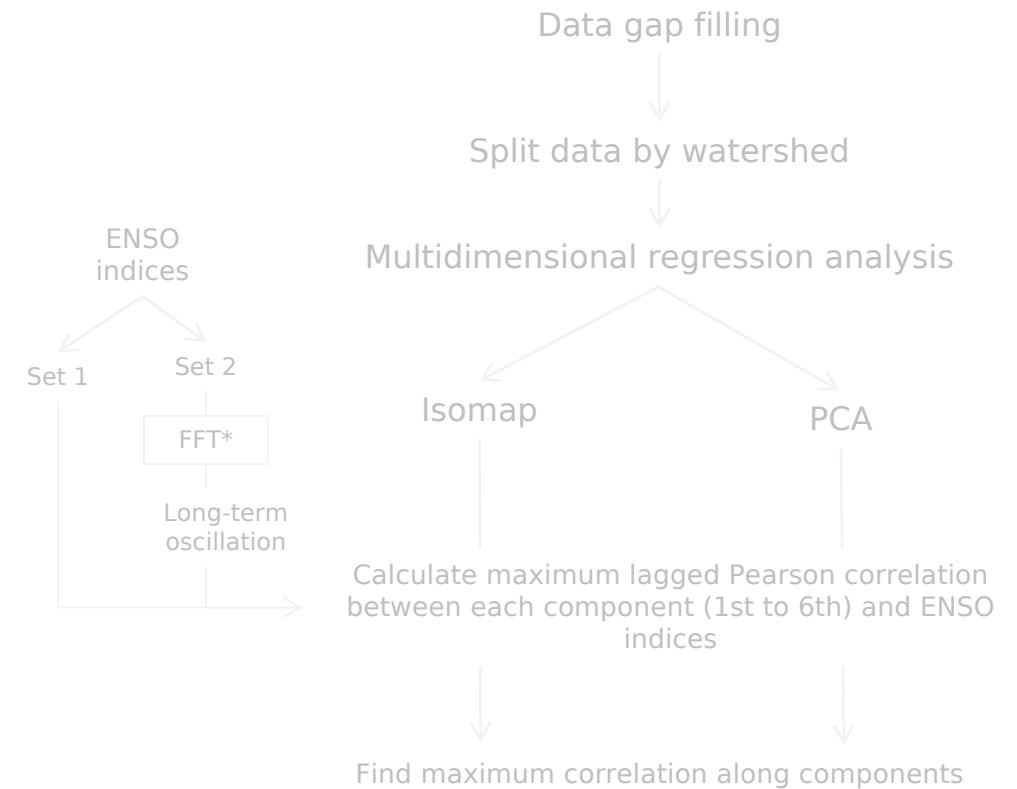 Data gap filling
Split data by watershed
Multidimensional regression analysis
ENSO
indices
Set 1
Set 2
FFT*
Long-term
oscillation
Isomap
PCA
Calculate maximum lagged Pearson correlation
between each component (1st to 6th) and ENSO
indices
Find maximum correlation along components